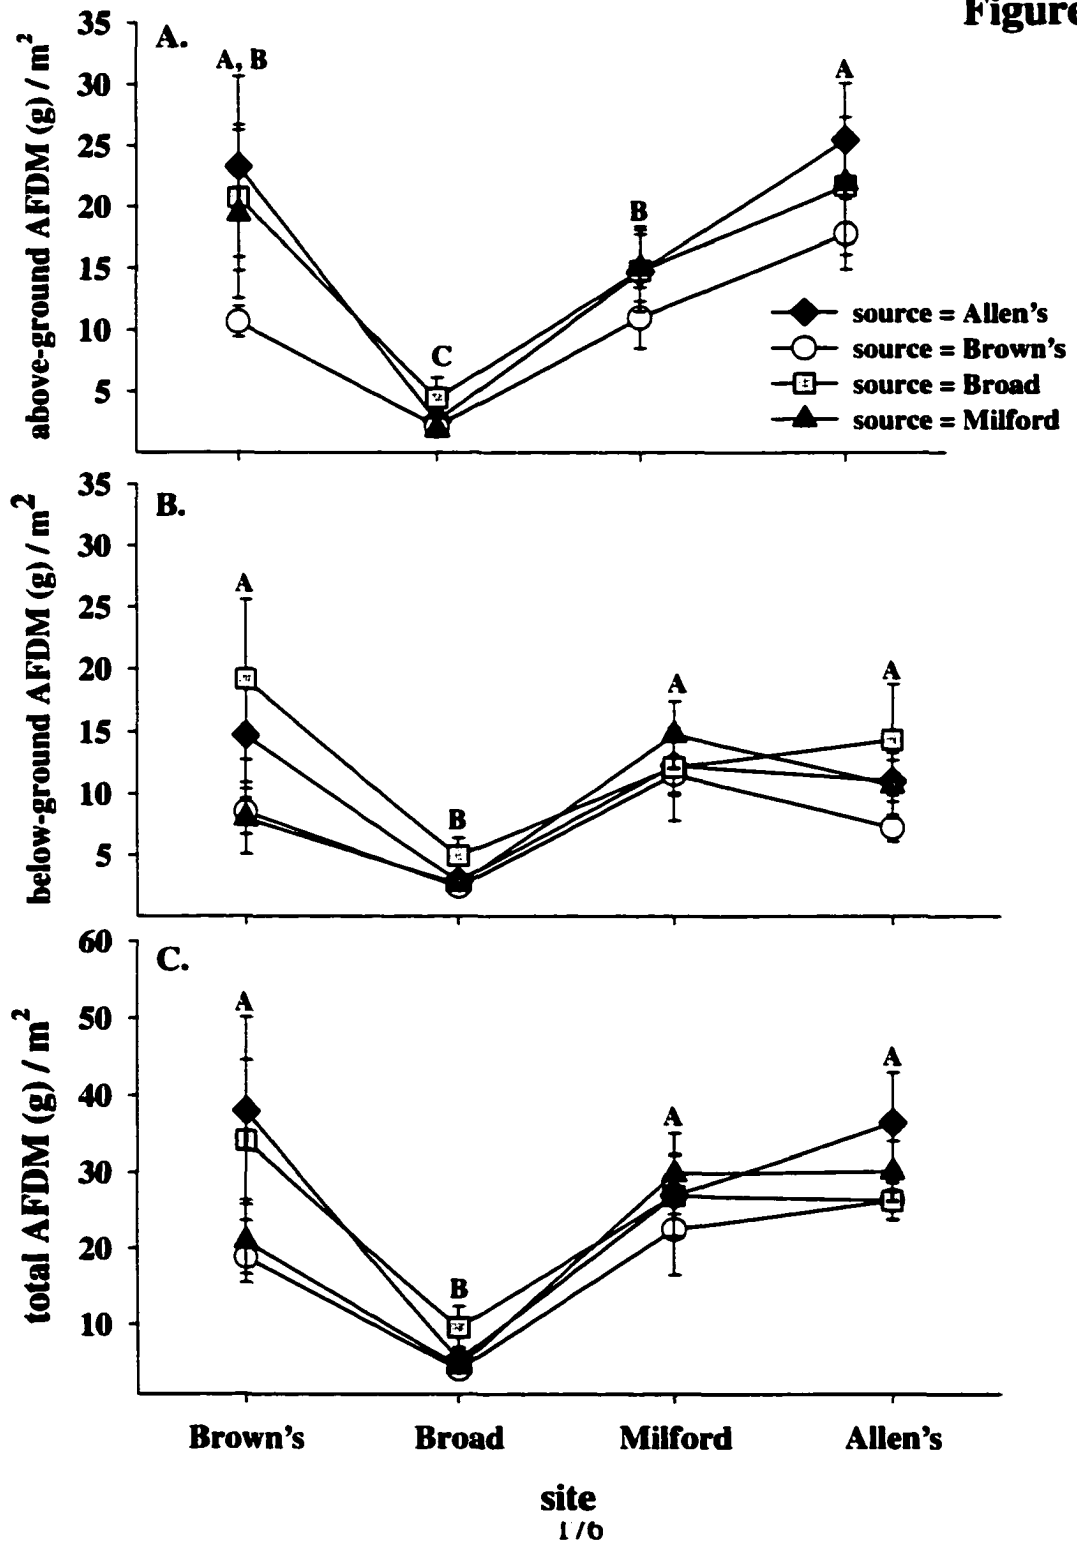 Figure
35
A.
A, B
A
30
25
20
B
15
10
C
5
above-ground AFDM (g) / m²
source = Allen's
source = Brown's
source = Broad
source = Milford
35
B.
30
A
25
20
A
A
15
10
B
5
below-ground AFDM (g) / m²
60
C.
50
A
A
40
A
30
20
B
10
total AFDM (g) / m²
Brown's Broad Milford Allen's
site
176